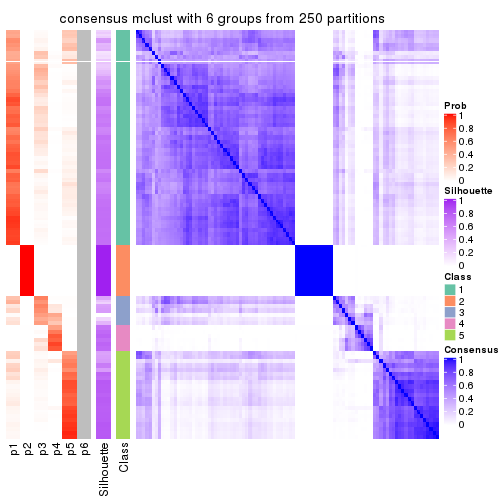 consensus mclust with 6 groups from 250 partitions
Prob
1
0.8
0.6
0.4
0.2
0
Silhouette
1
0.8
0.6
0.4
0.2
0
Class
1
2
3
4
5
Consensus
1
0.8
0.6
0.4
0.2
0
p1
p2
p3
p4
p5
p6
Silhouette
Class